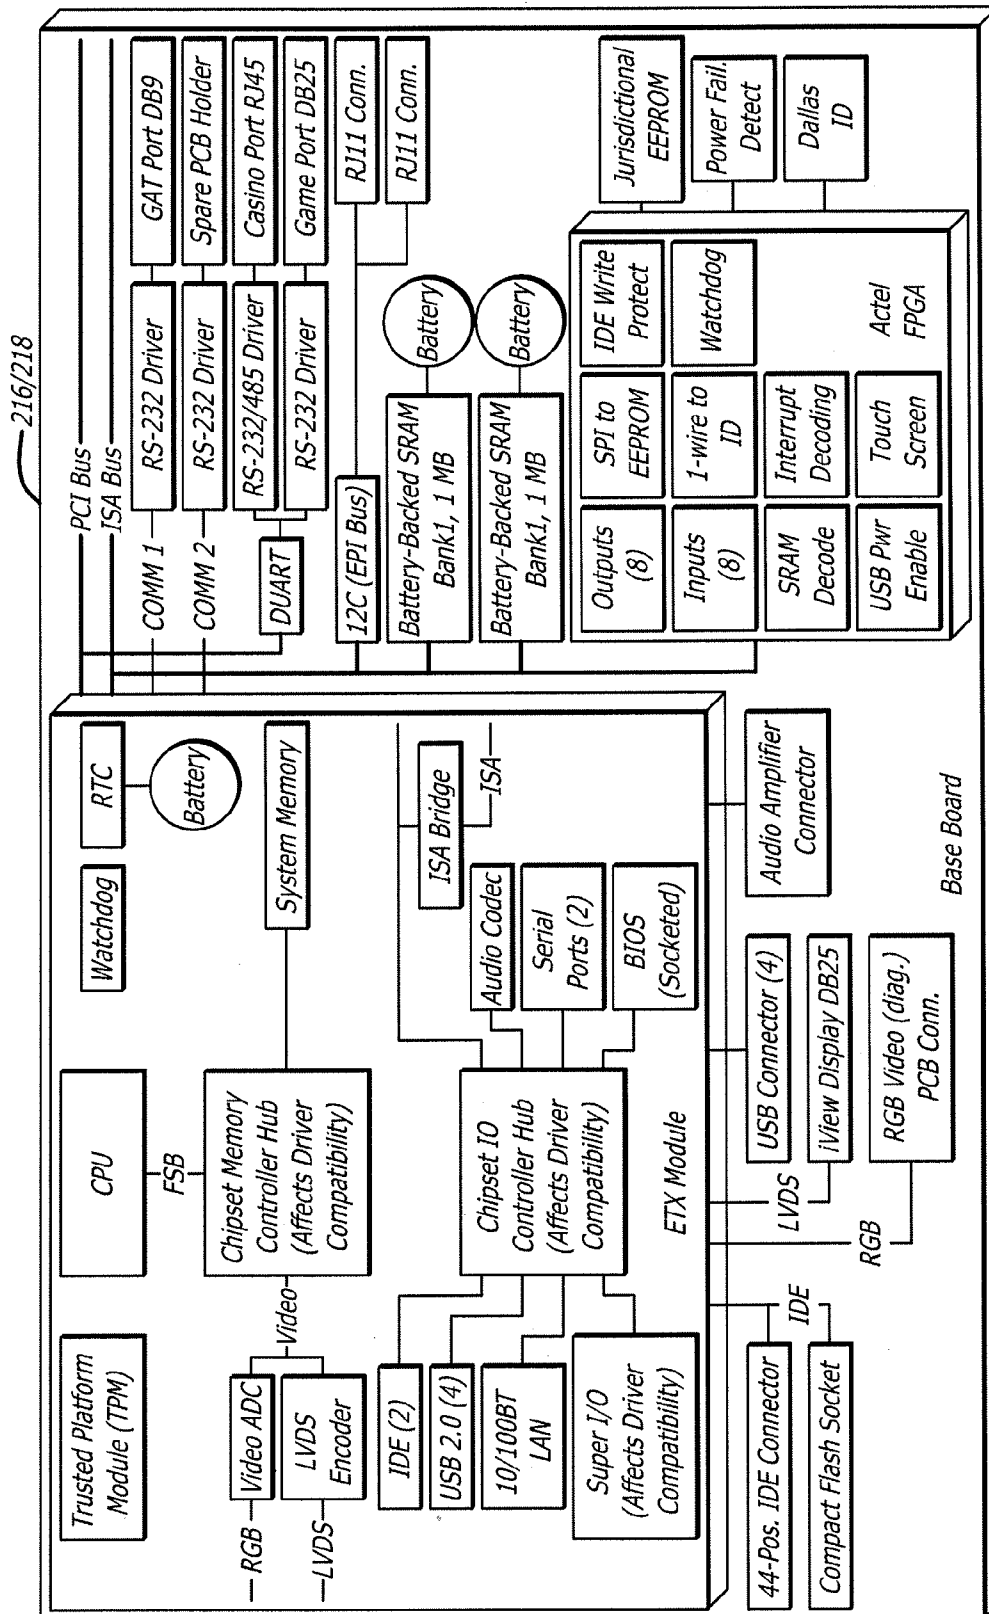 216/218
Trusted Platform
Module (TPM)
CPU
Watchdog
RTC
Battery
FSB
RGB
Video ADC
LVDS
LVDS
Encoder
Video
Chipset Memory
Controller Hub
(Affects Driver
Compatibility)
System Memory
IDE (2)
USB 2.0 (4)
10/100BT
LAN
Super I/O
(Affects Driver
Compatibility)
Chipset IO
Controller Hub
(Affects Driver
Compatibility)
ISA Bridge
ISA
Audio Codec
Serial
Ports (2)
BIOS
(Socketed)
ETX Module
PCI Bus
ISA Bus
COMM 1
RS-232 Driver
GAT Port DB9
COMM 2
RS-232 Driver
Spare PCB Holder
DUART
RS-232/485 Driver
Casino Port RJ45
RS-232 Driver
Game Port DB25
12C (EPI Bus)
RJ11 Conn.
RJ11 Conn.
Battery-Backed SRAM
Bank1, 1 MB
Battery
Battery-Backed SRAM
Bank1, 1 MB
Battery
Outputs
(8)
SPI to
EEPROM
IDE Write
Protect
Inputs
(8)
1-wire to
ID
Watchdog
SRAM
Decode
Interrupt
Decoding
USB Pwr
Enable
Touch
Screen
Actel
FPGA
Jurisdictional
EEPROM
Power Fail.
Detect
Dallas
ID
44-Pos. IDE Connector
Compact Flash Socket
IDE
RGB
LVDS
USB Connector (4)
iView Display DB25
RGB Video (diag.)
PCB Conn.
Audio Amplifier
Connector
Base Board